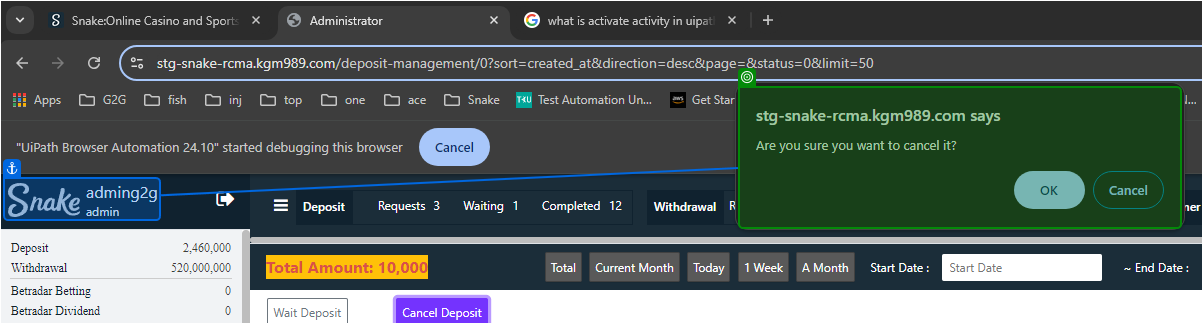 Snake:Online Casino and Sports
Administrator
what is activate activity in uipath
stg-snake-rcma.kgm989.com/deposit-management/0?sort=created_at&direction=desc&page=&status=0&limit=50
Apps G2G fish inj top one ace Snake Test Automation Un... Get Star
"UiPath Browser Automation 24.10" started debugging this browser Cancel
stg-snake-rcma.kgm989.com says
Are you sure you want to cancel it?
OK Cancel
Snake adming2g
admin
Deposit Requests 3 Waiting 1 Completed 12 Withdrawal
Deposit 2,460,000
Withdrawal 520,000,000
Betradar Betting 0
Betradar Dividend 0
Total Amount: 10,000 Total Current Month Today 1 Week A Month Start Date : Start Date ~ End Date :
Wait Deposit Cancel Deposit